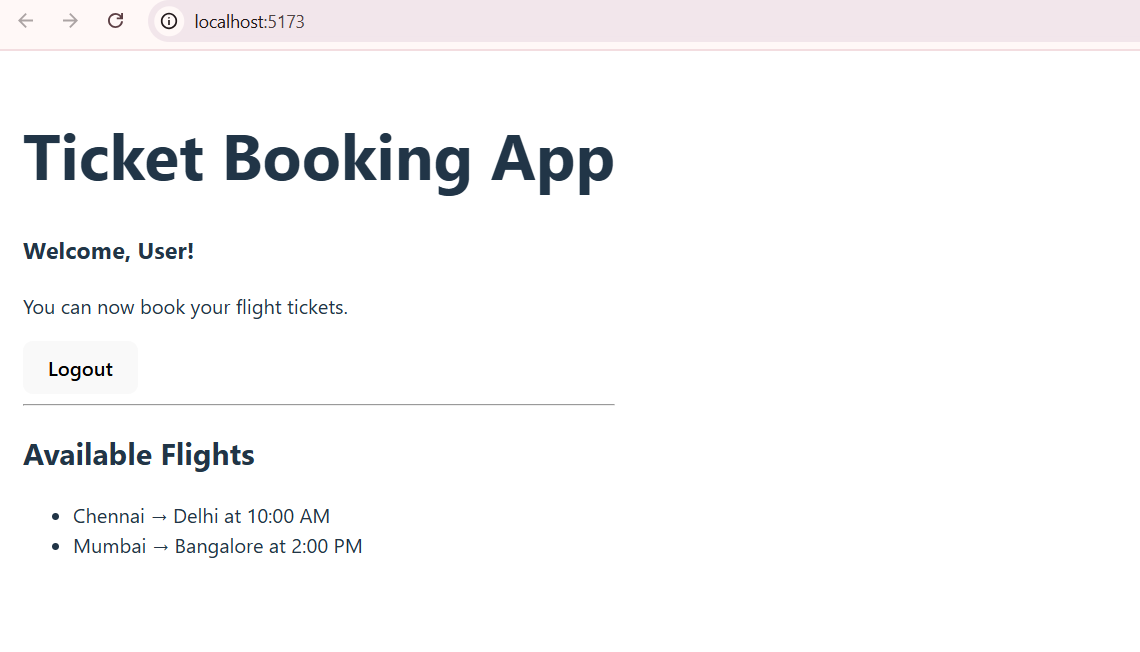 localhost:5173
Ticket Booking App
Welcome, User!
You can now book your flight tickets.
Logout
Available Flights
• Chennai → Delhi at 10:00 AM
• Mumbai → Bangalore at 2:00 PM